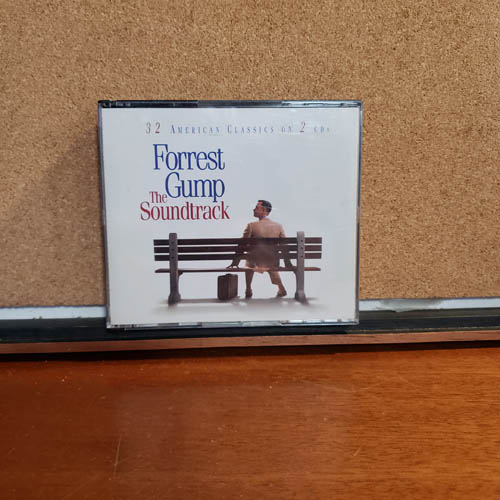 32 AMERICAN CLASSICS ON 2 CDs
Forrest
Gump
The
Soundtrack